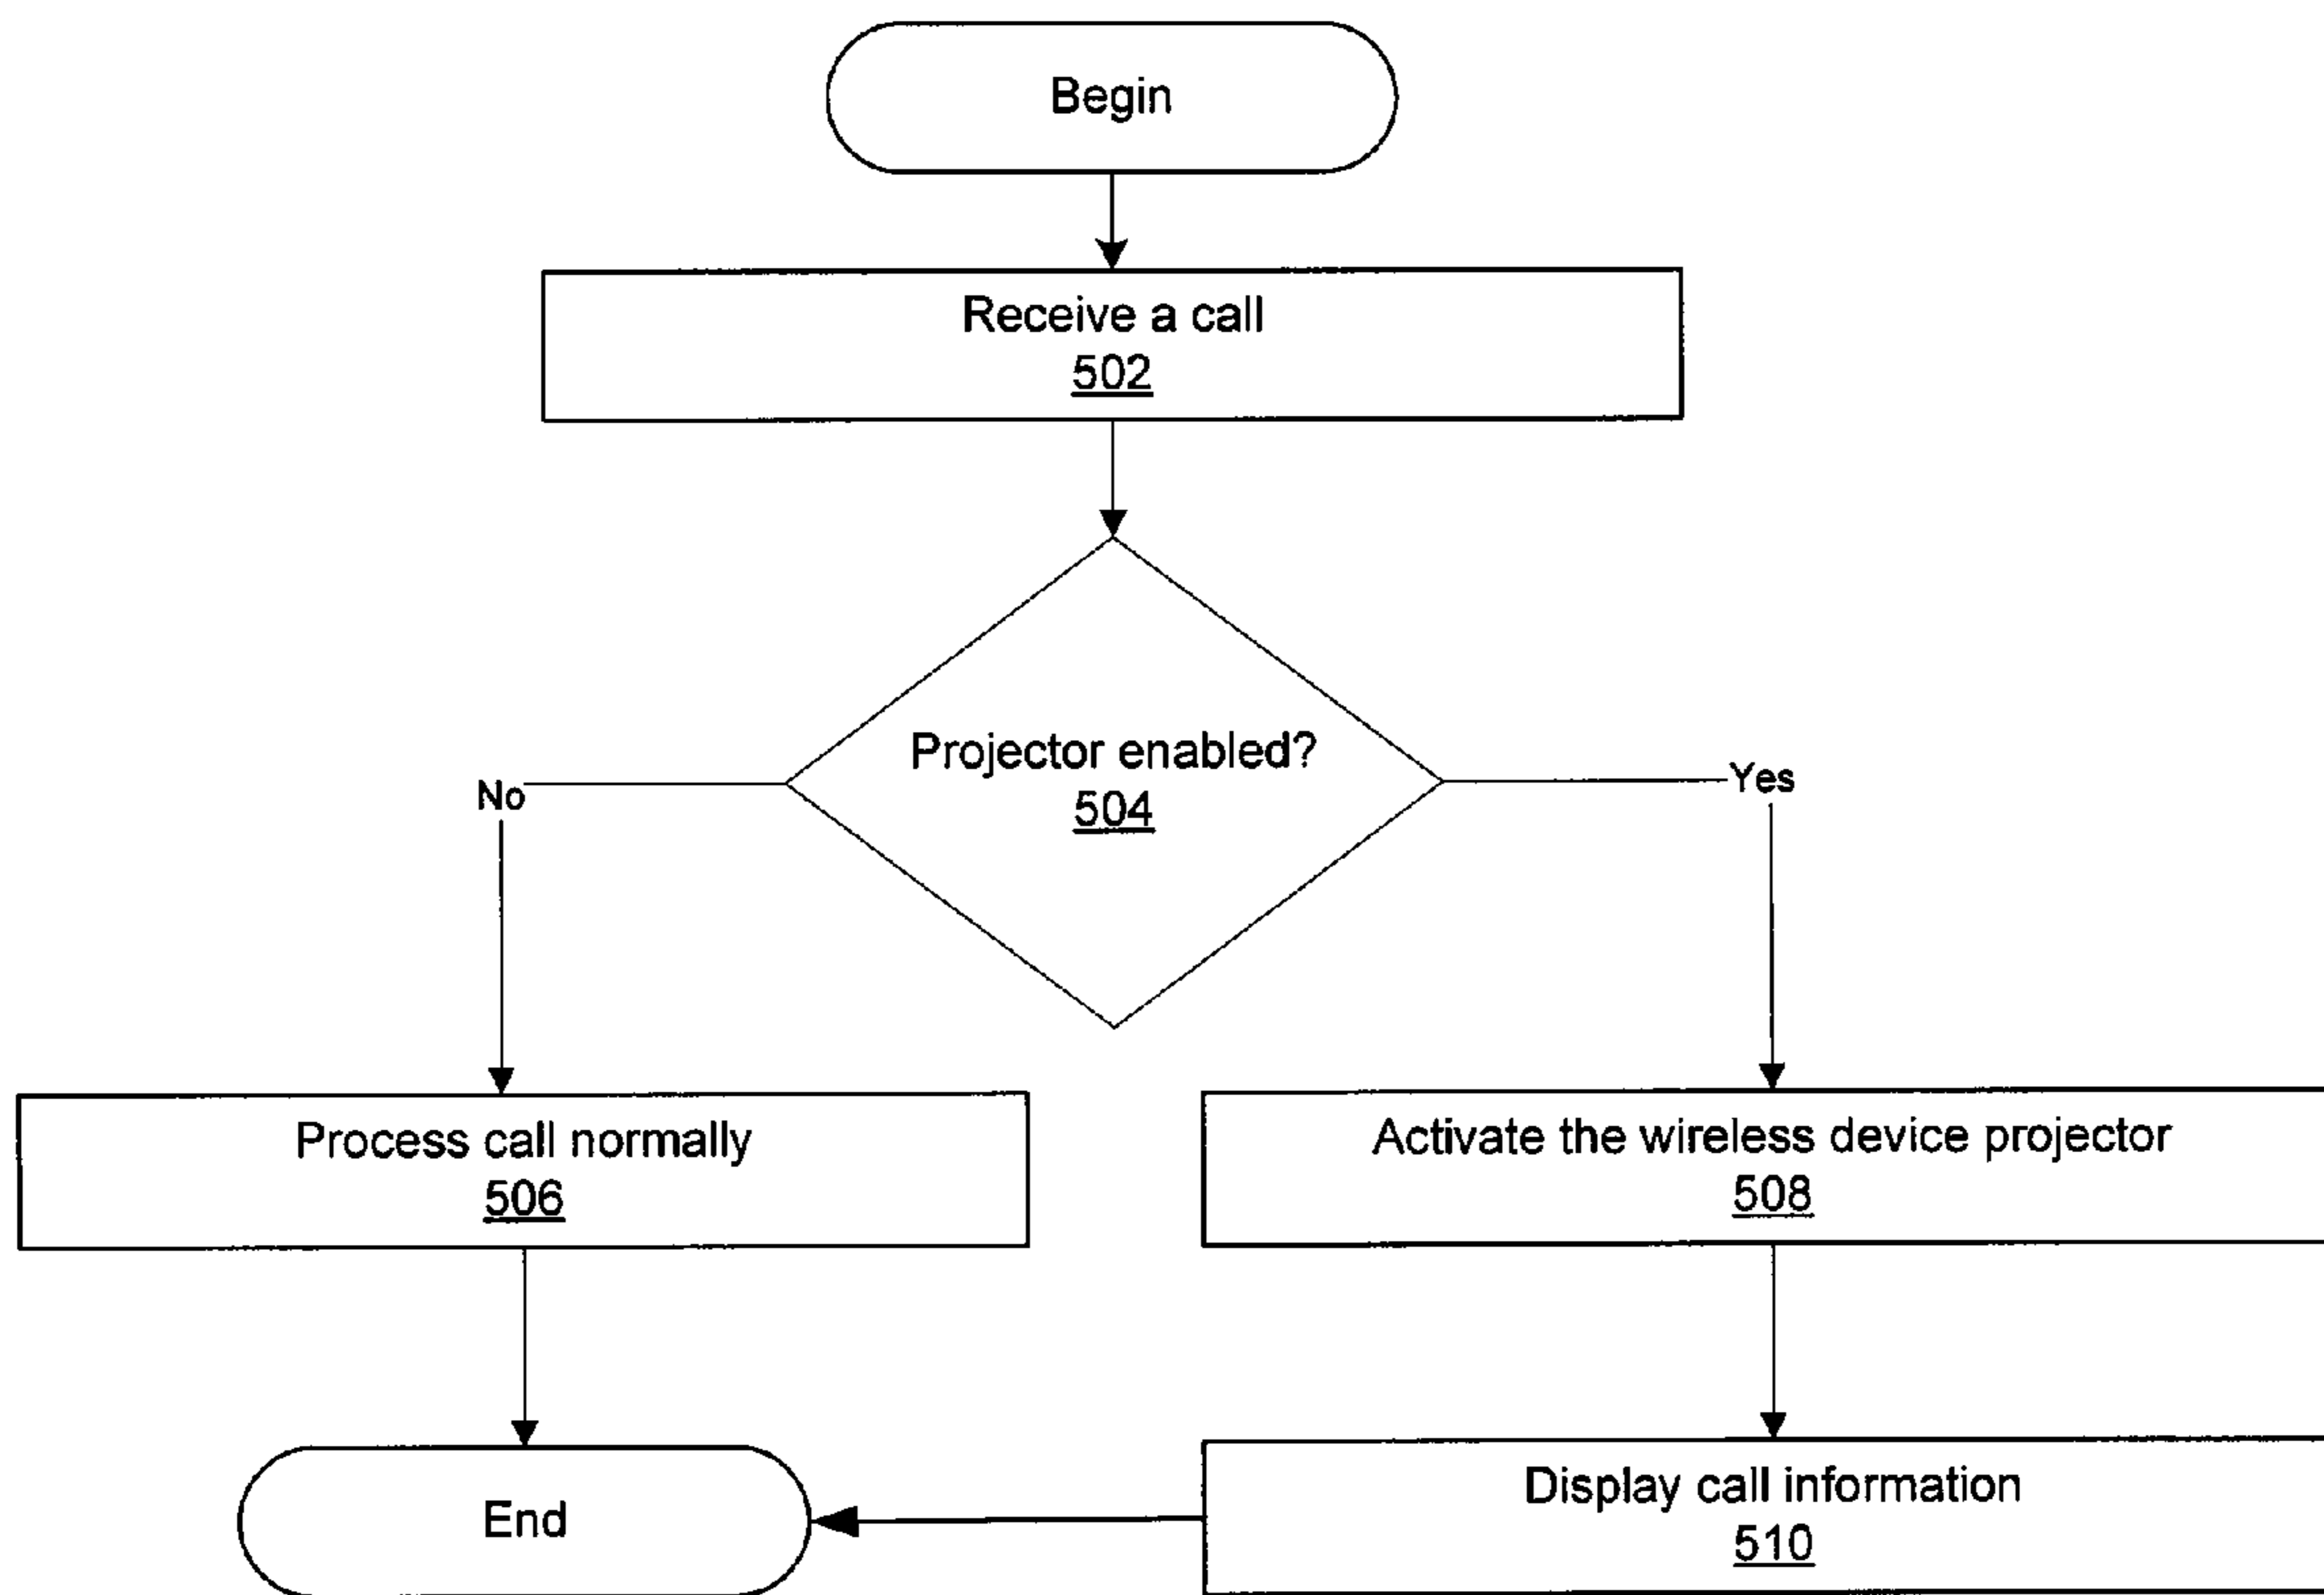 Begin
Receive a call
502
Projector enabled?
504
No
Yes
Process call normally
506
Activate the wireless device projector
508
End
Display call information
510